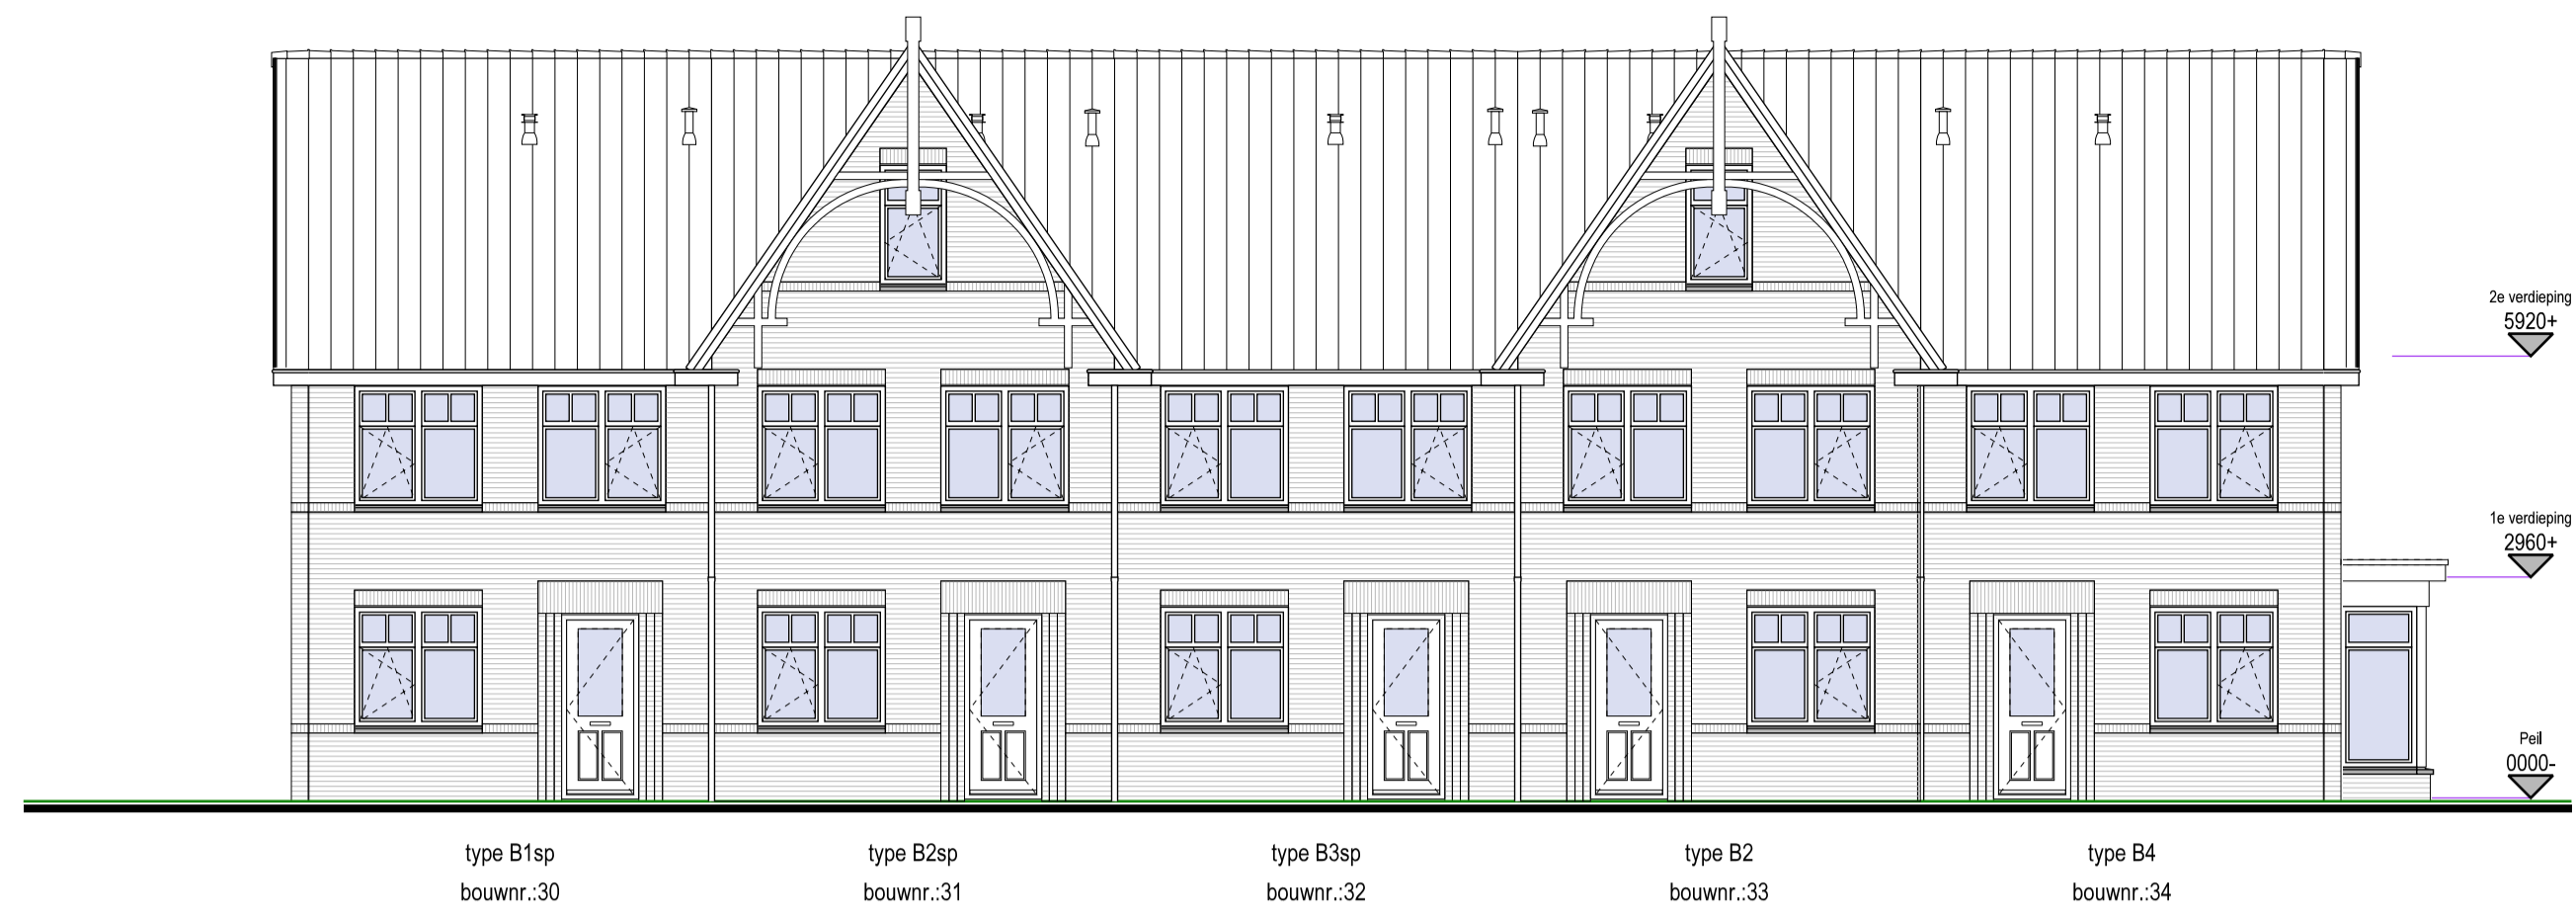 2e verdieping
5920+
1e verdieping
2960+
Peil
0000-
type B1sp
bouwnr.:30
type B2sp
bouwnr.:31
type B3sp
bouwnr.:32
type B2
bouwnr.:33
type B4
bouwnr.:34